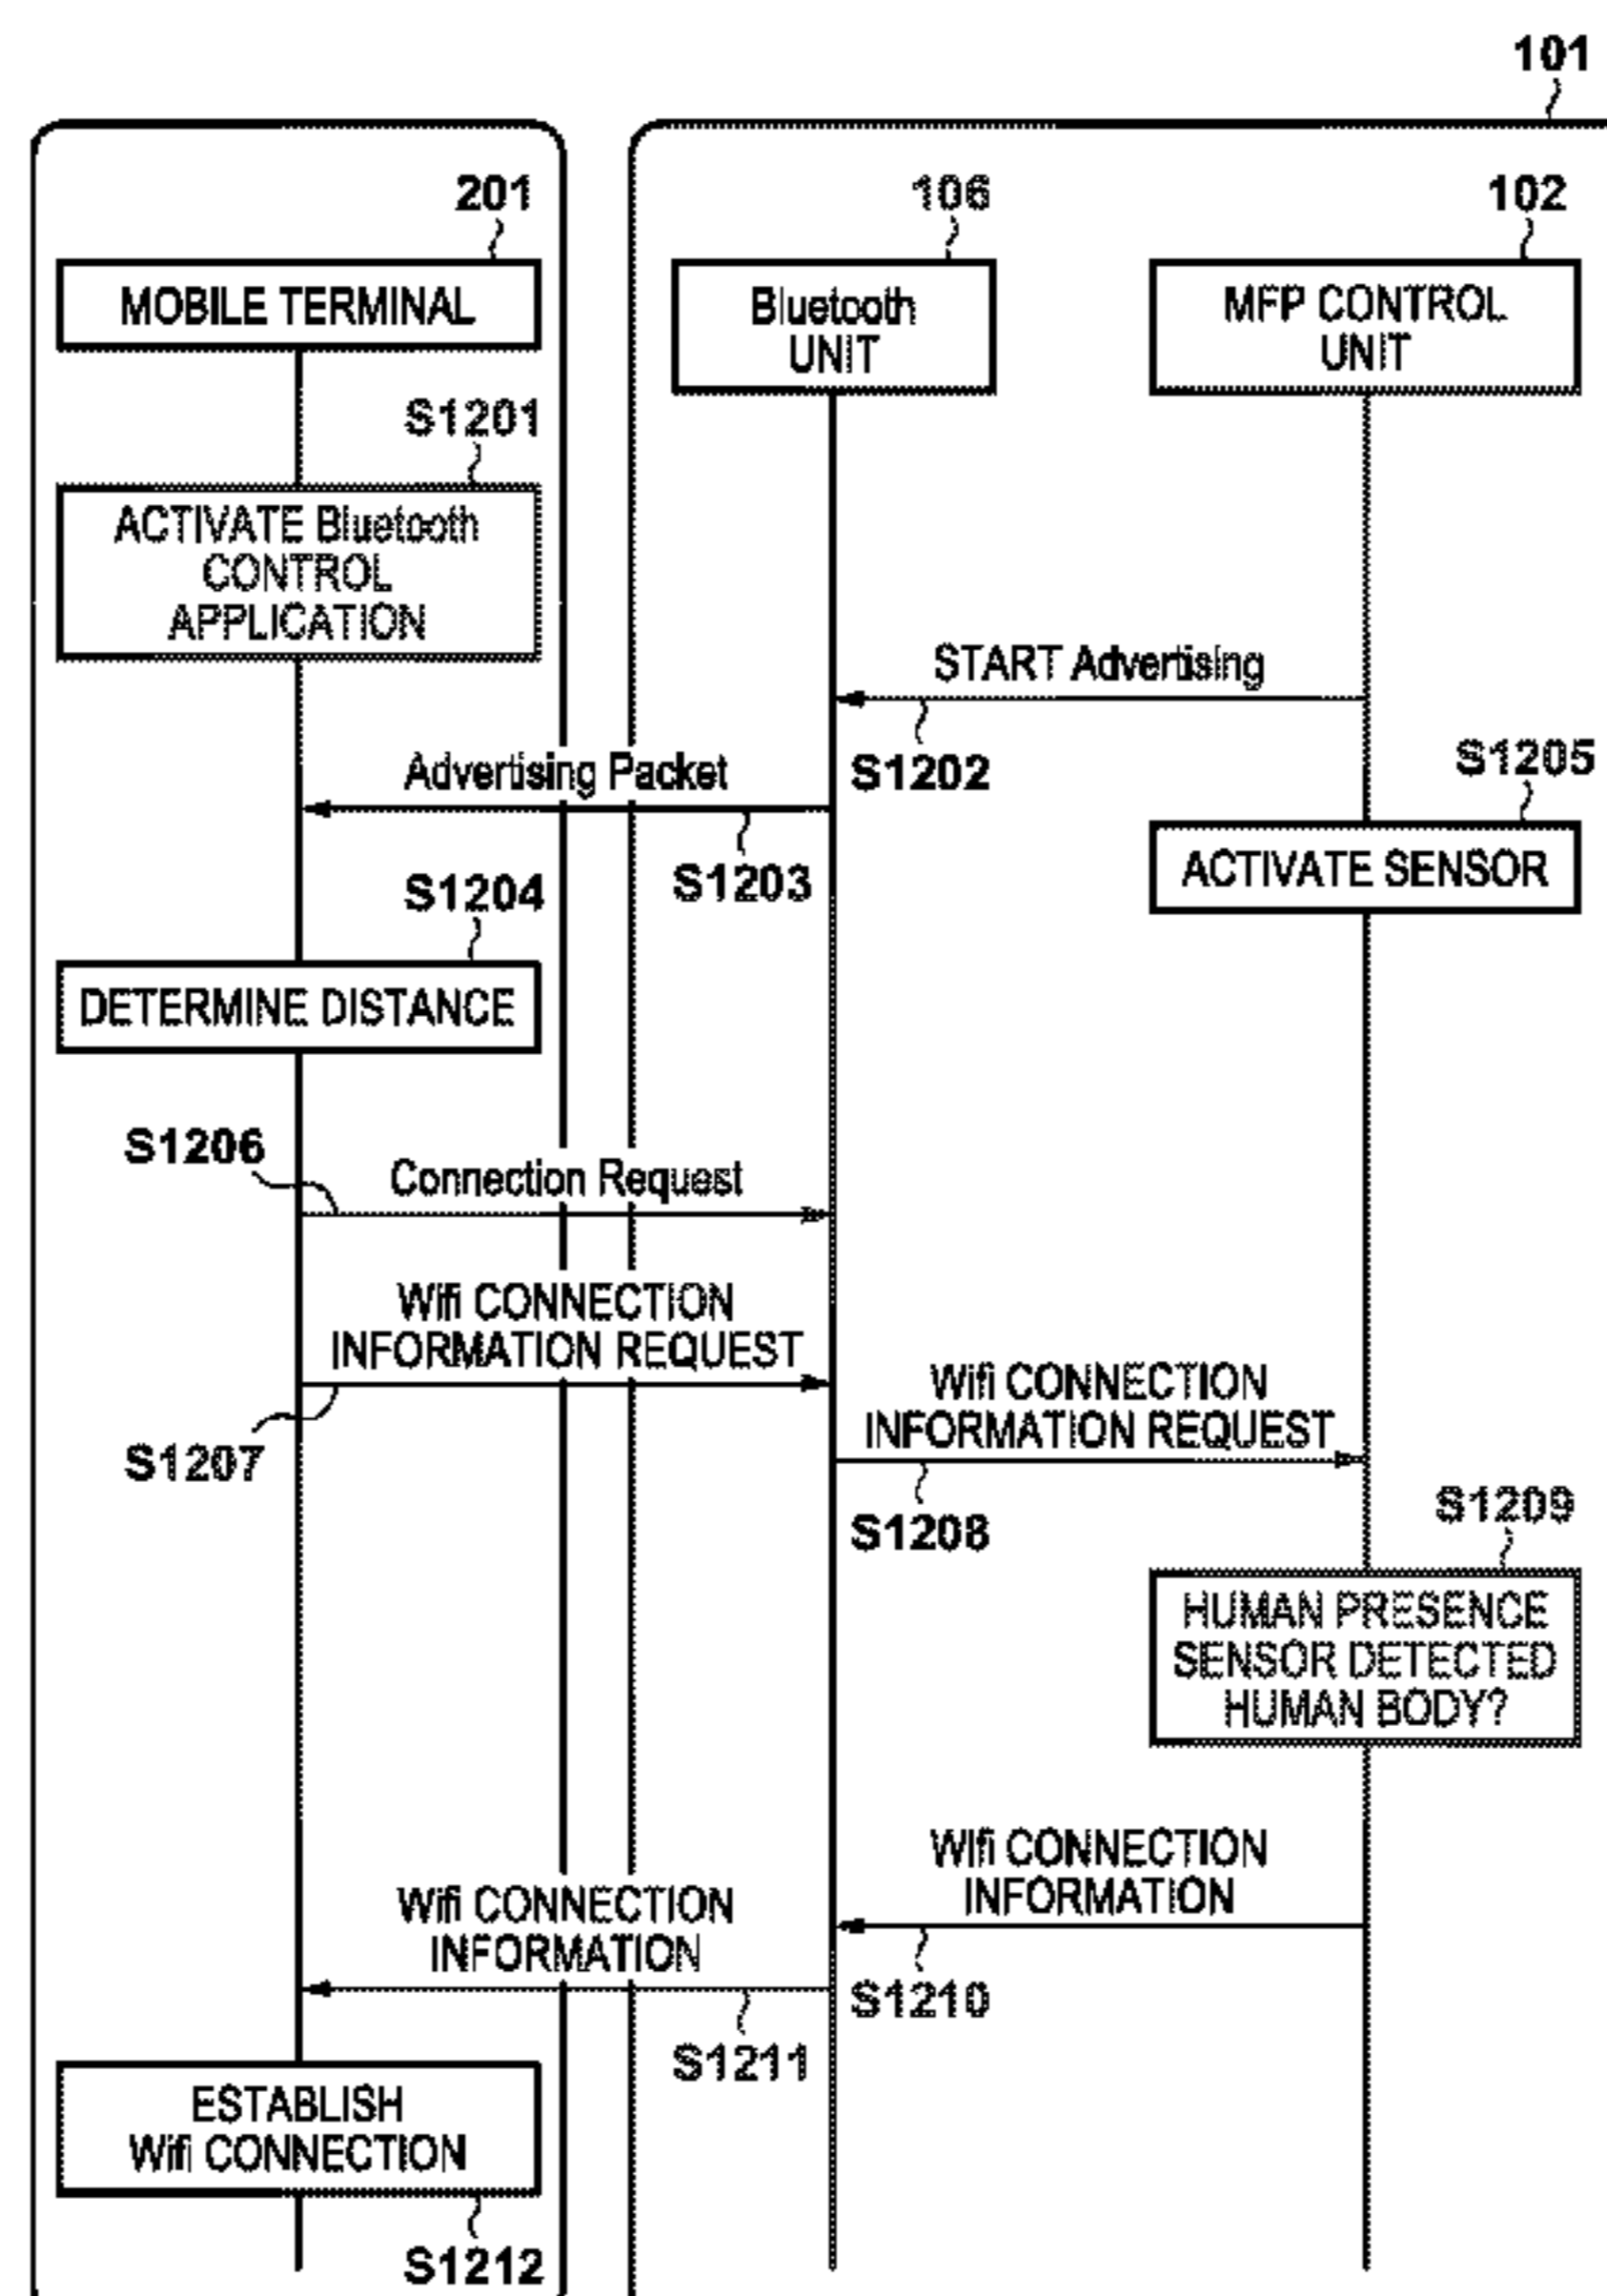 101
201
106
102
MOBILE TERMINAL
Bluetooth
UNIT
MFP CONTROL
UNIT
S1201
ACTIVATE Bluetooth
CONTROL
APPLICATION
START Advertising
S1202
Advertising Packet
S1203
S1205
ACTIVATE SENSOR
S1204
DETERMINE DISTANCE
S1206
Connection Request
Wifi CONNECTION
INFORMATION REQUEST
S1207
Wifi CONNECTION
INFORMATION REQUEST
S1208
S1209
HUMAN PRESENCE
SENSOR DETECTED
HUMAN BODY?
Wifi CONNECTION
INFORMATION
S1210
Wifi CONNECTION
INFORMATION
S1211
ESTABLISH
Wifi CONNECTION
S1212